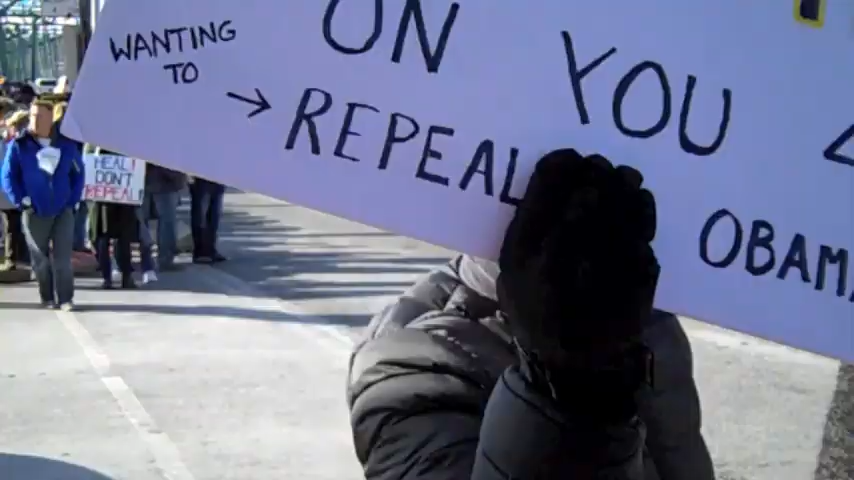 WANTING
TO →
ON YOU
REPEAL
OBAM
HEAL!
DON'T
REPEAL!